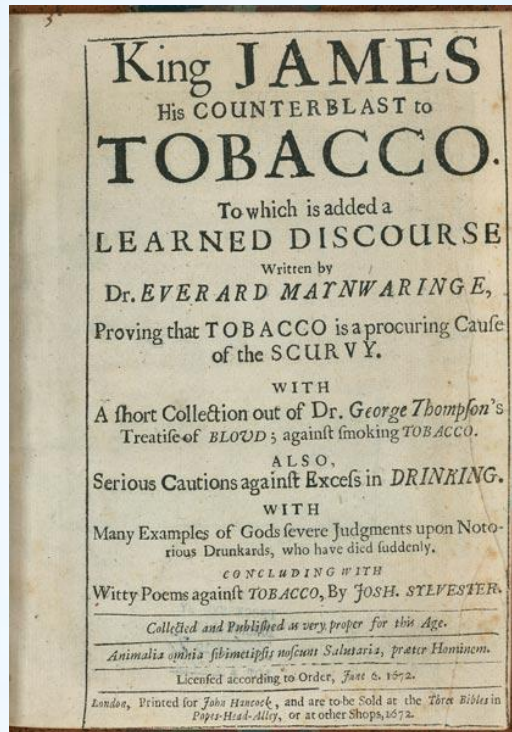 King JAMES
His COUNTERBLAST to
TOBACCO.
To which is added a
LEARNED DISCOURSE
Written by
Dr. EVERARD MAYNWARINGE,
Proving that TOBACCO is a procuring Cauſe
of the SCURVY.
WITH
A ſhort Collection out of Dr. George Thompſon's
Treatiſe of BLOUD; againſt ſmoking TOBACCO.
ALSO,
Serious Cautions againſt Exceſs in DRINKING.
WITH
Many Examples of Gods ſevere Judgments upon Noto-
rious Drunkards, who have died ſuddenly.
CONCLUDING WITH
Witty Poems againſt TOBACCO, By JOSH. SYLVESTER.
Collected and Publiſhed as very proper for this Age.
Animalia omnia ſibimetipſis noſcunt Salutaria, præter Hominem.
Licenſed according to Order, June 6. 1672.
London, Printed for John Hancock, and are to be Sold at the Three Bibles in
Popes-Head-Alley, or at other Shops, 1672.